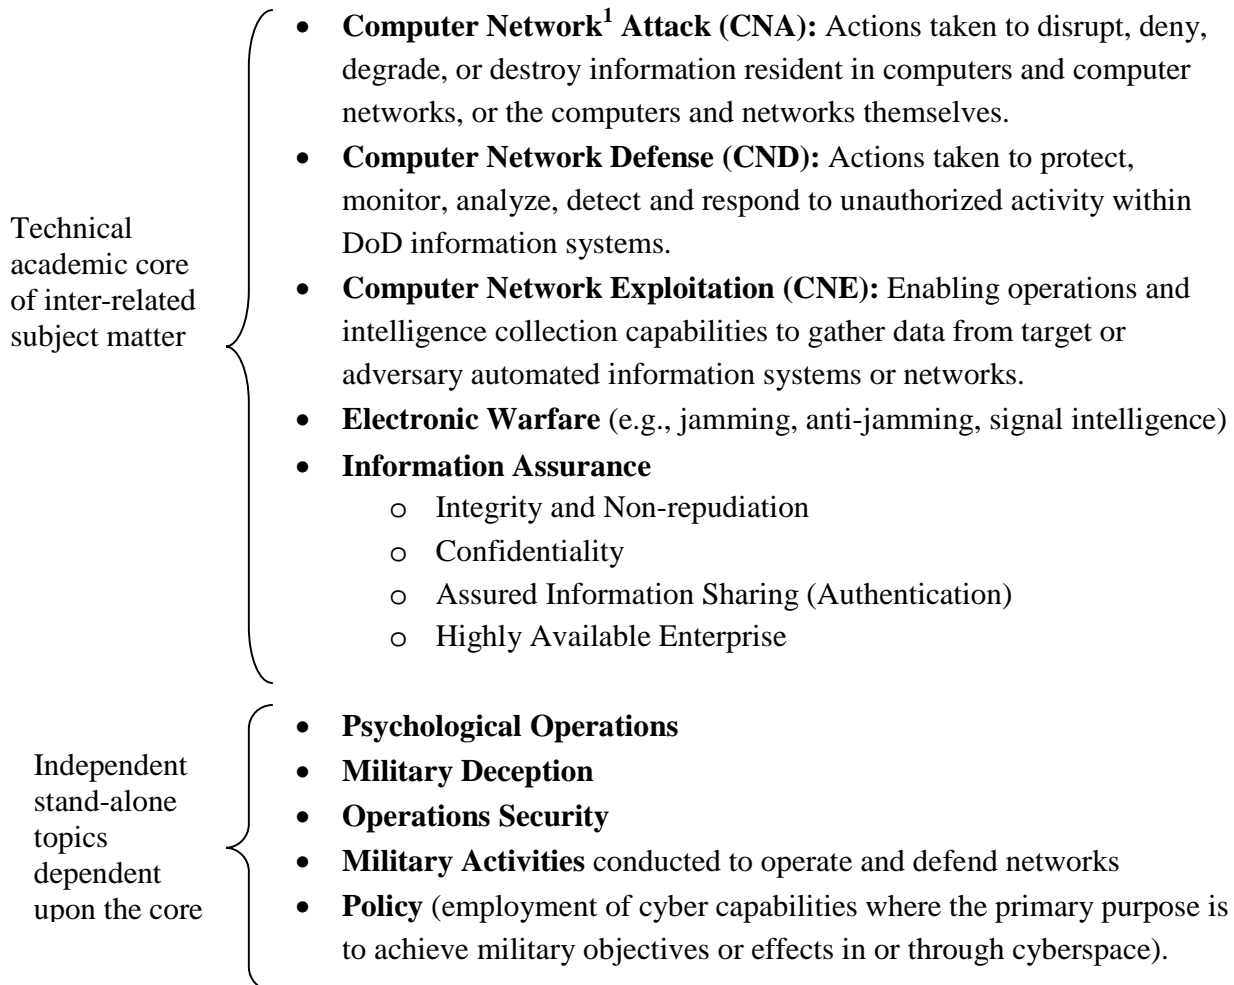 • Computer Network1 Attack (CNA): Actions taken to disrupt, deny,
degrade, or destroy information resident in computers and computer
networks, or the computers and networks themselves.
• Computer Network Defense (CND): Actions taken to protect,
monitor, analyze, detect and respond to unauthorized activity within
DoD information systems.
• Computer Network Exploitation (CNE): Enabling operations and
intelligence collection capabilities to gather data from target or
adversary automated information systems or networks.
• Electronic Warfare (e.g., jamming, anti-jamming, signal intelligence)
• Information Assurance
o Integrity and Non-repudiation
o Confidentiality
o Assured Information Sharing (Authentication)
o Highly Available Enterprise
Technical
academic core
of inter-related
subject matter
• Psychological Operations
• Military Deception
• Operations Security
• Military Activities conducted to operate and defend networks
• Policy (employment of cyber capabilities where the primary purpose is
to achieve military objectives or effects in or through cyberspace).
Independent
stand-alone
topics
dependent
upon the core